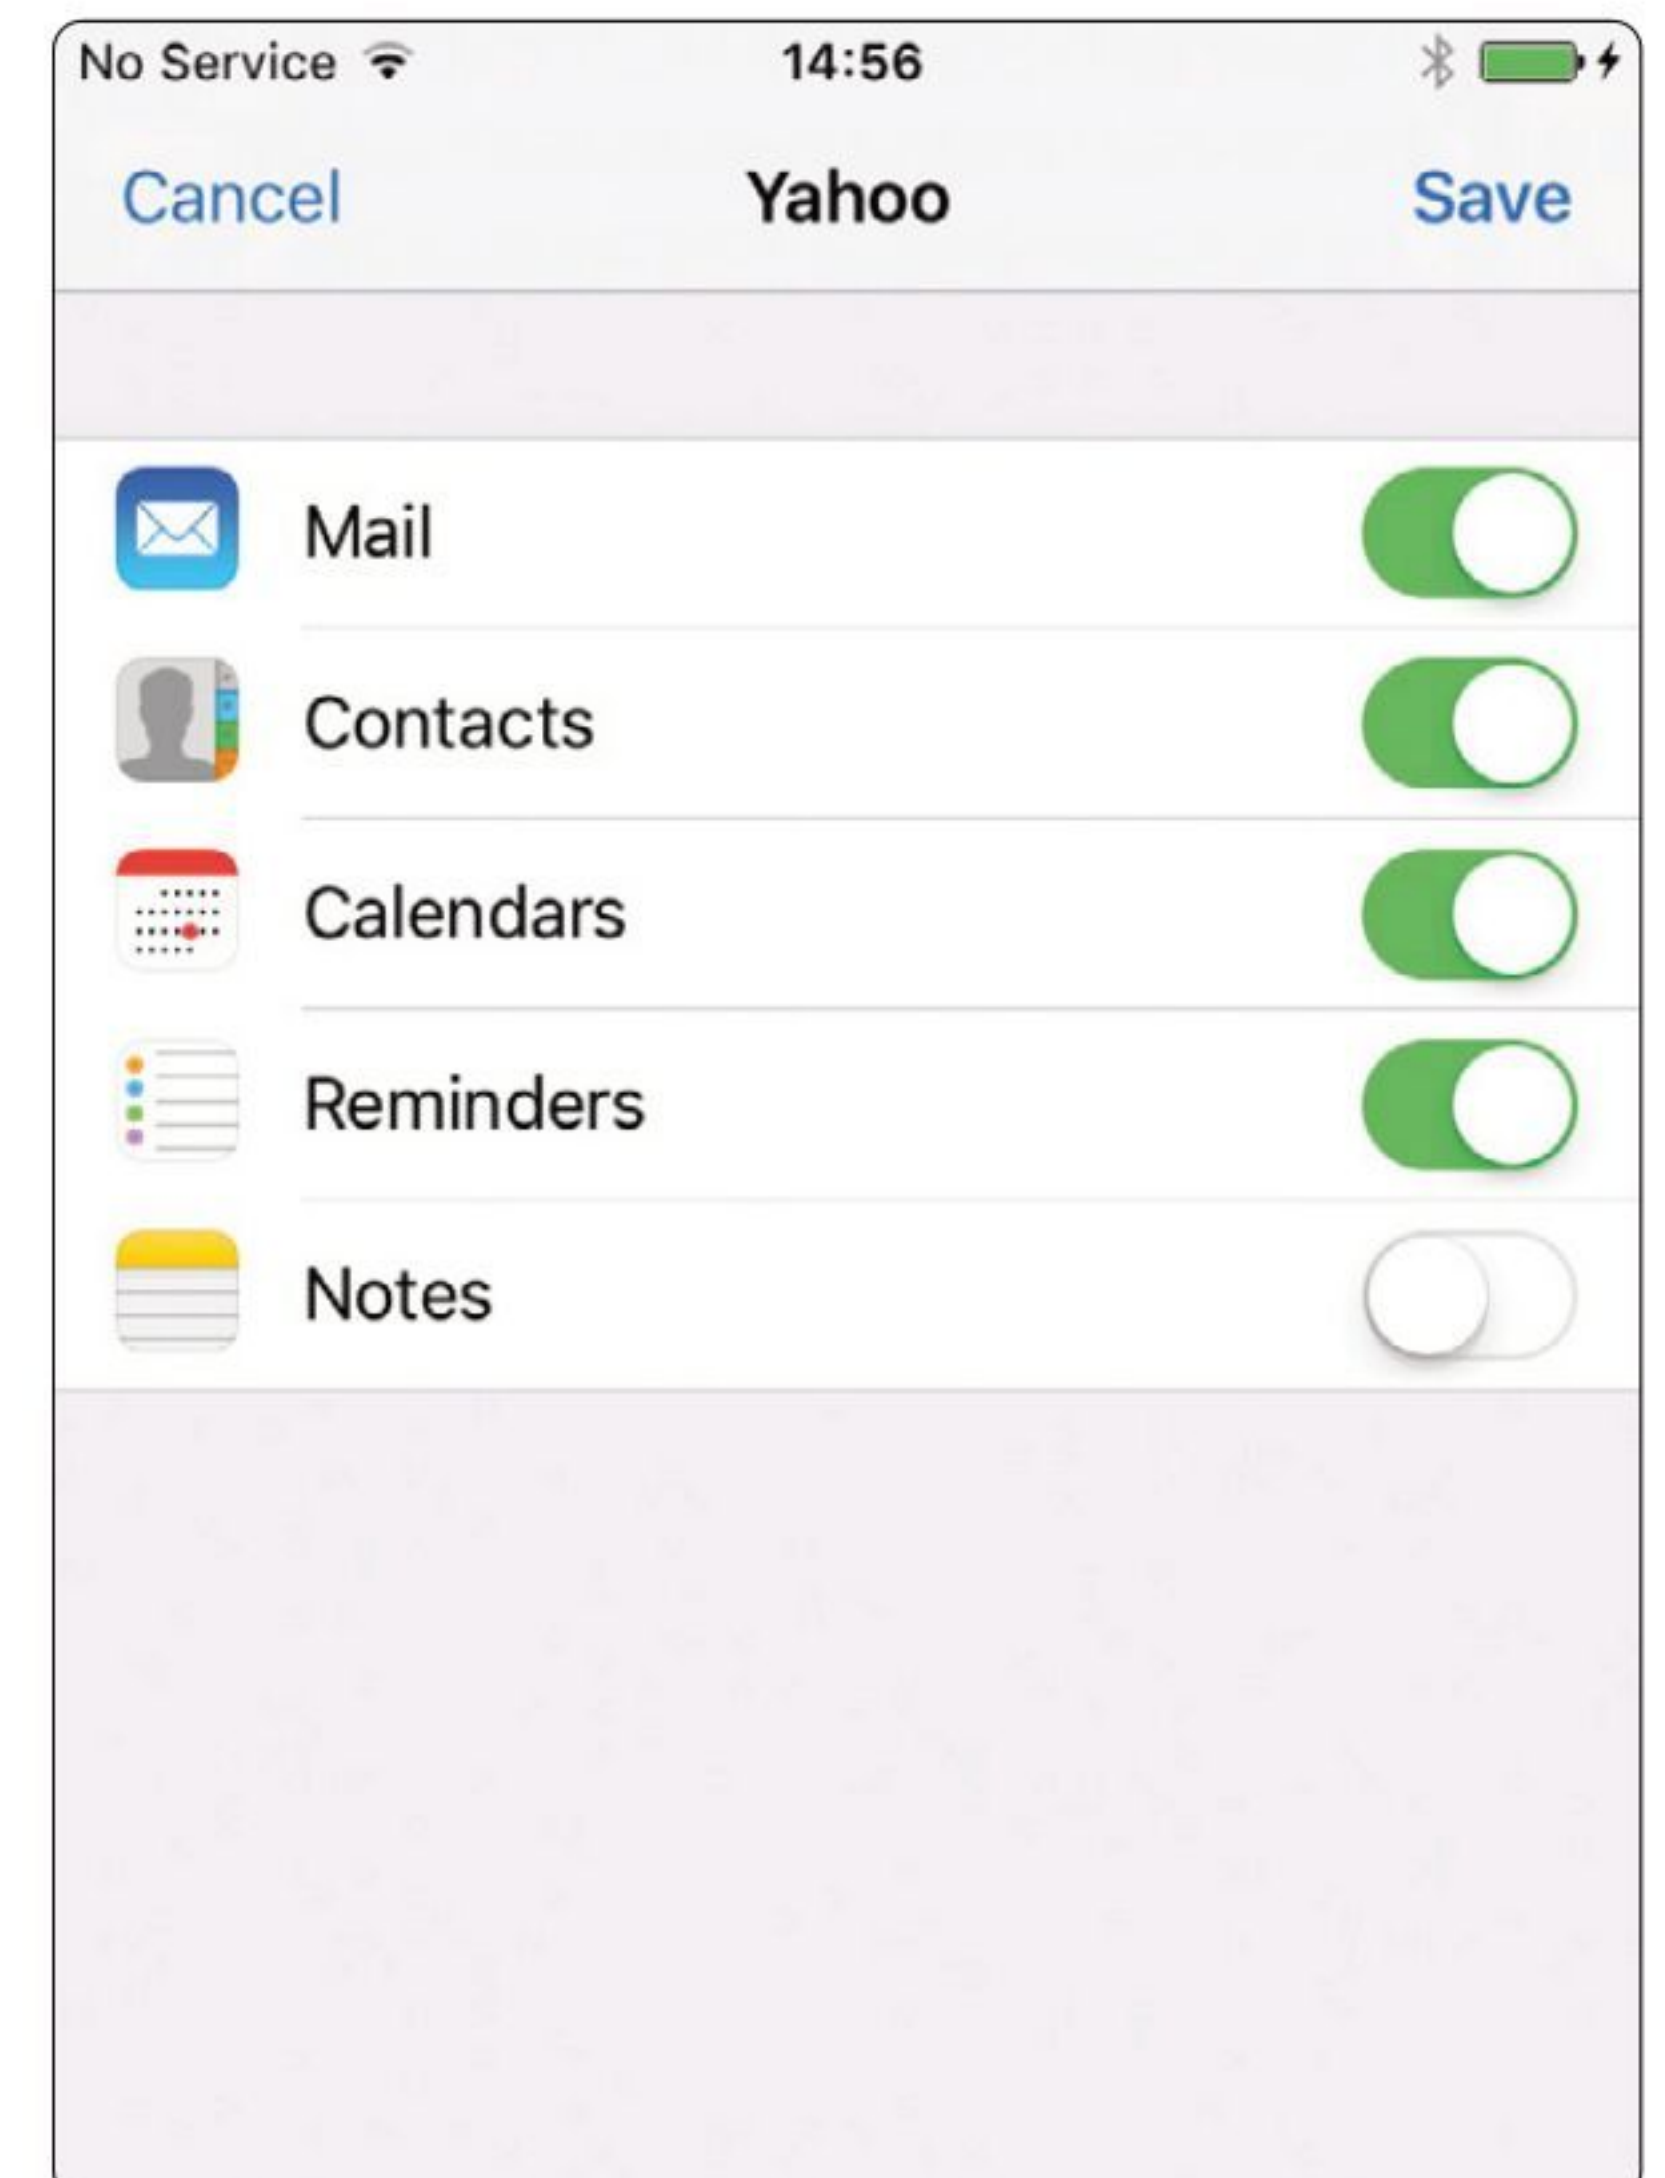 No Service 14:56
Cancel Yahoo Save
Mail
Contacts
Calendars
Reminders
Notes